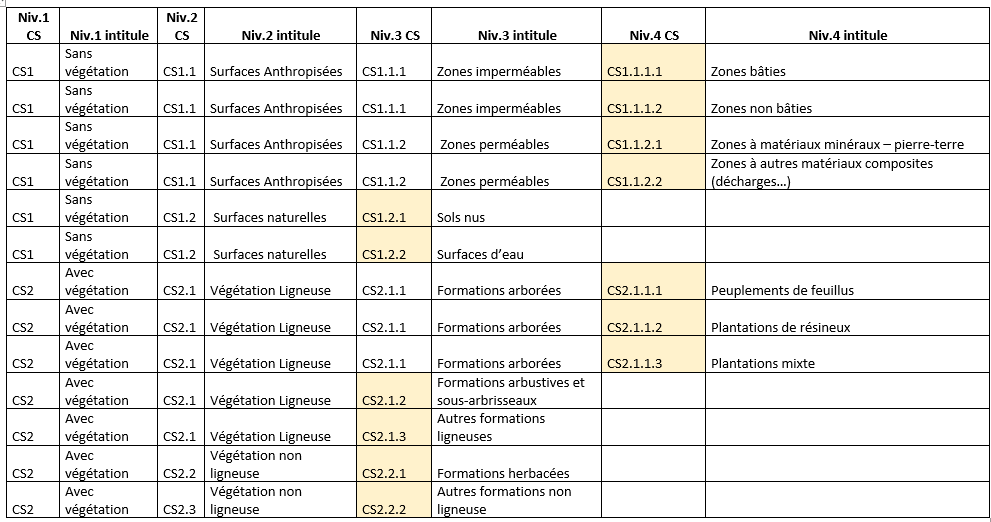 Niv.1 CS Niv.1 intitule Niv.2 CS Niv.2 intitule Niv.3 CS Niv.3 intitule Niv.4 CS Niv.4 intitule
CS1 Sans végétation CS1.1 Surfaces Anthropisées CS1.1.1 Zones imperméables CS1.1.1.1 Zones bâties
CS1 Sans végétation CS1.1 Surfaces Anthropisées CS1.1.1 Zones imperméables CS1.1.1.2 Zones non bâties
CS1 Sans végétation CS1.1 Surfaces Anthropisées CS1.1.2 Zones perméables CS1.1.2.1 Zones à matériaux minéraux – pierre-terre
CS1 Sans végétation CS1.1 Surfaces Anthropisées CS1.1.2 Zones perméables CS1.1.2.2 Zones à autres matériaux composites (décharges…)
CS1 Sans végétation CS1.2 Surfaces naturelles CS1.2.1 Sols nus
CS1 Sans végétation CS1.2 Surfaces naturelles CS1.2.2 Surfaces d’eau
CS2 Avec végétation CS2.1 Végétation Ligneuse CS2.1.1 Formations arborées CS2.1.1.1 Peuplements de feuillus
CS2 Avec végétation CS2.1 Végétation Ligneuse CS2.1.1 Formations arborées CS2.1.1.2 Plantations de résineux
CS2 Avec végétation CS2.1 Végétation Ligneuse CS2.1.1 Formations arborées CS2.1.1.3 Plantations mixte
CS2 Avec végétation CS2.1 Végétation Ligneuse CS2.1.2 Formations arbustives et sous-arbrisseaux
CS2 Avec végétation CS2.1 Végétation Ligneuse CS2.1.3 Autres formations ligneuses
CS2 Avec végétation CS2.2 Végétation non ligneuse CS2.2.1 Formations herbacées
CS2 Avec végétation CS2.3 Végétation non ligneuse CS2.2.2 Autres formations non ligneuse